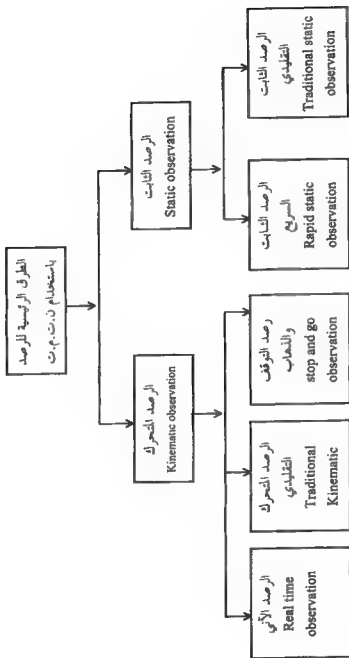 الطرق الرئيسية للرصد
باستخدام ن.ت.م.ت
الرصد الثابت
Static observation
الرصد المتحرك
Kinematic observation
الرصد الثابت
التقليدي
Traditional static
observation
الرصد الثابت
السريع
Rapid static
observation
رصد التوقف
والذهاب
stop and go
observation
الرصد المتحرك
التقليدي
Traditional
Kinematic
الرصد الآني
Real time
observation